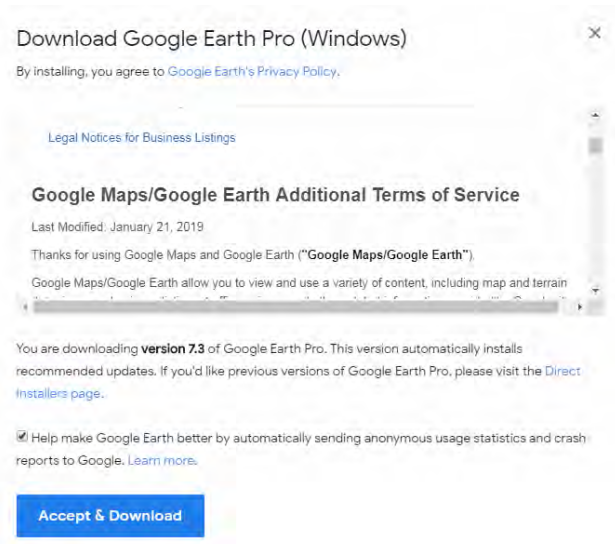 Download Google Earth Pro (Windows)
By installing, you agree to Google Earth's Privacy Policy.
Legal Notices for Business Listings
Google Maps/Google Earth Additional Terms of Service
Last Modified: January 21, 2019
Thanks for using Google Maps and Google Earth ("Google Maps/Google Earth").
Google Maps/Google Earth allow you to view and use a variety of content, including map and terrain
You are downloading version 7.3 of Google Earth Pro. This version automatically installs
recommended updates. If you'd like previous versions of Google Earth Pro, please visit the Direct
Installers page.
Help make Google Earth better by automatically sending anonymous usage statistics and crash
reports to Google. Learn more.
Accept & Download